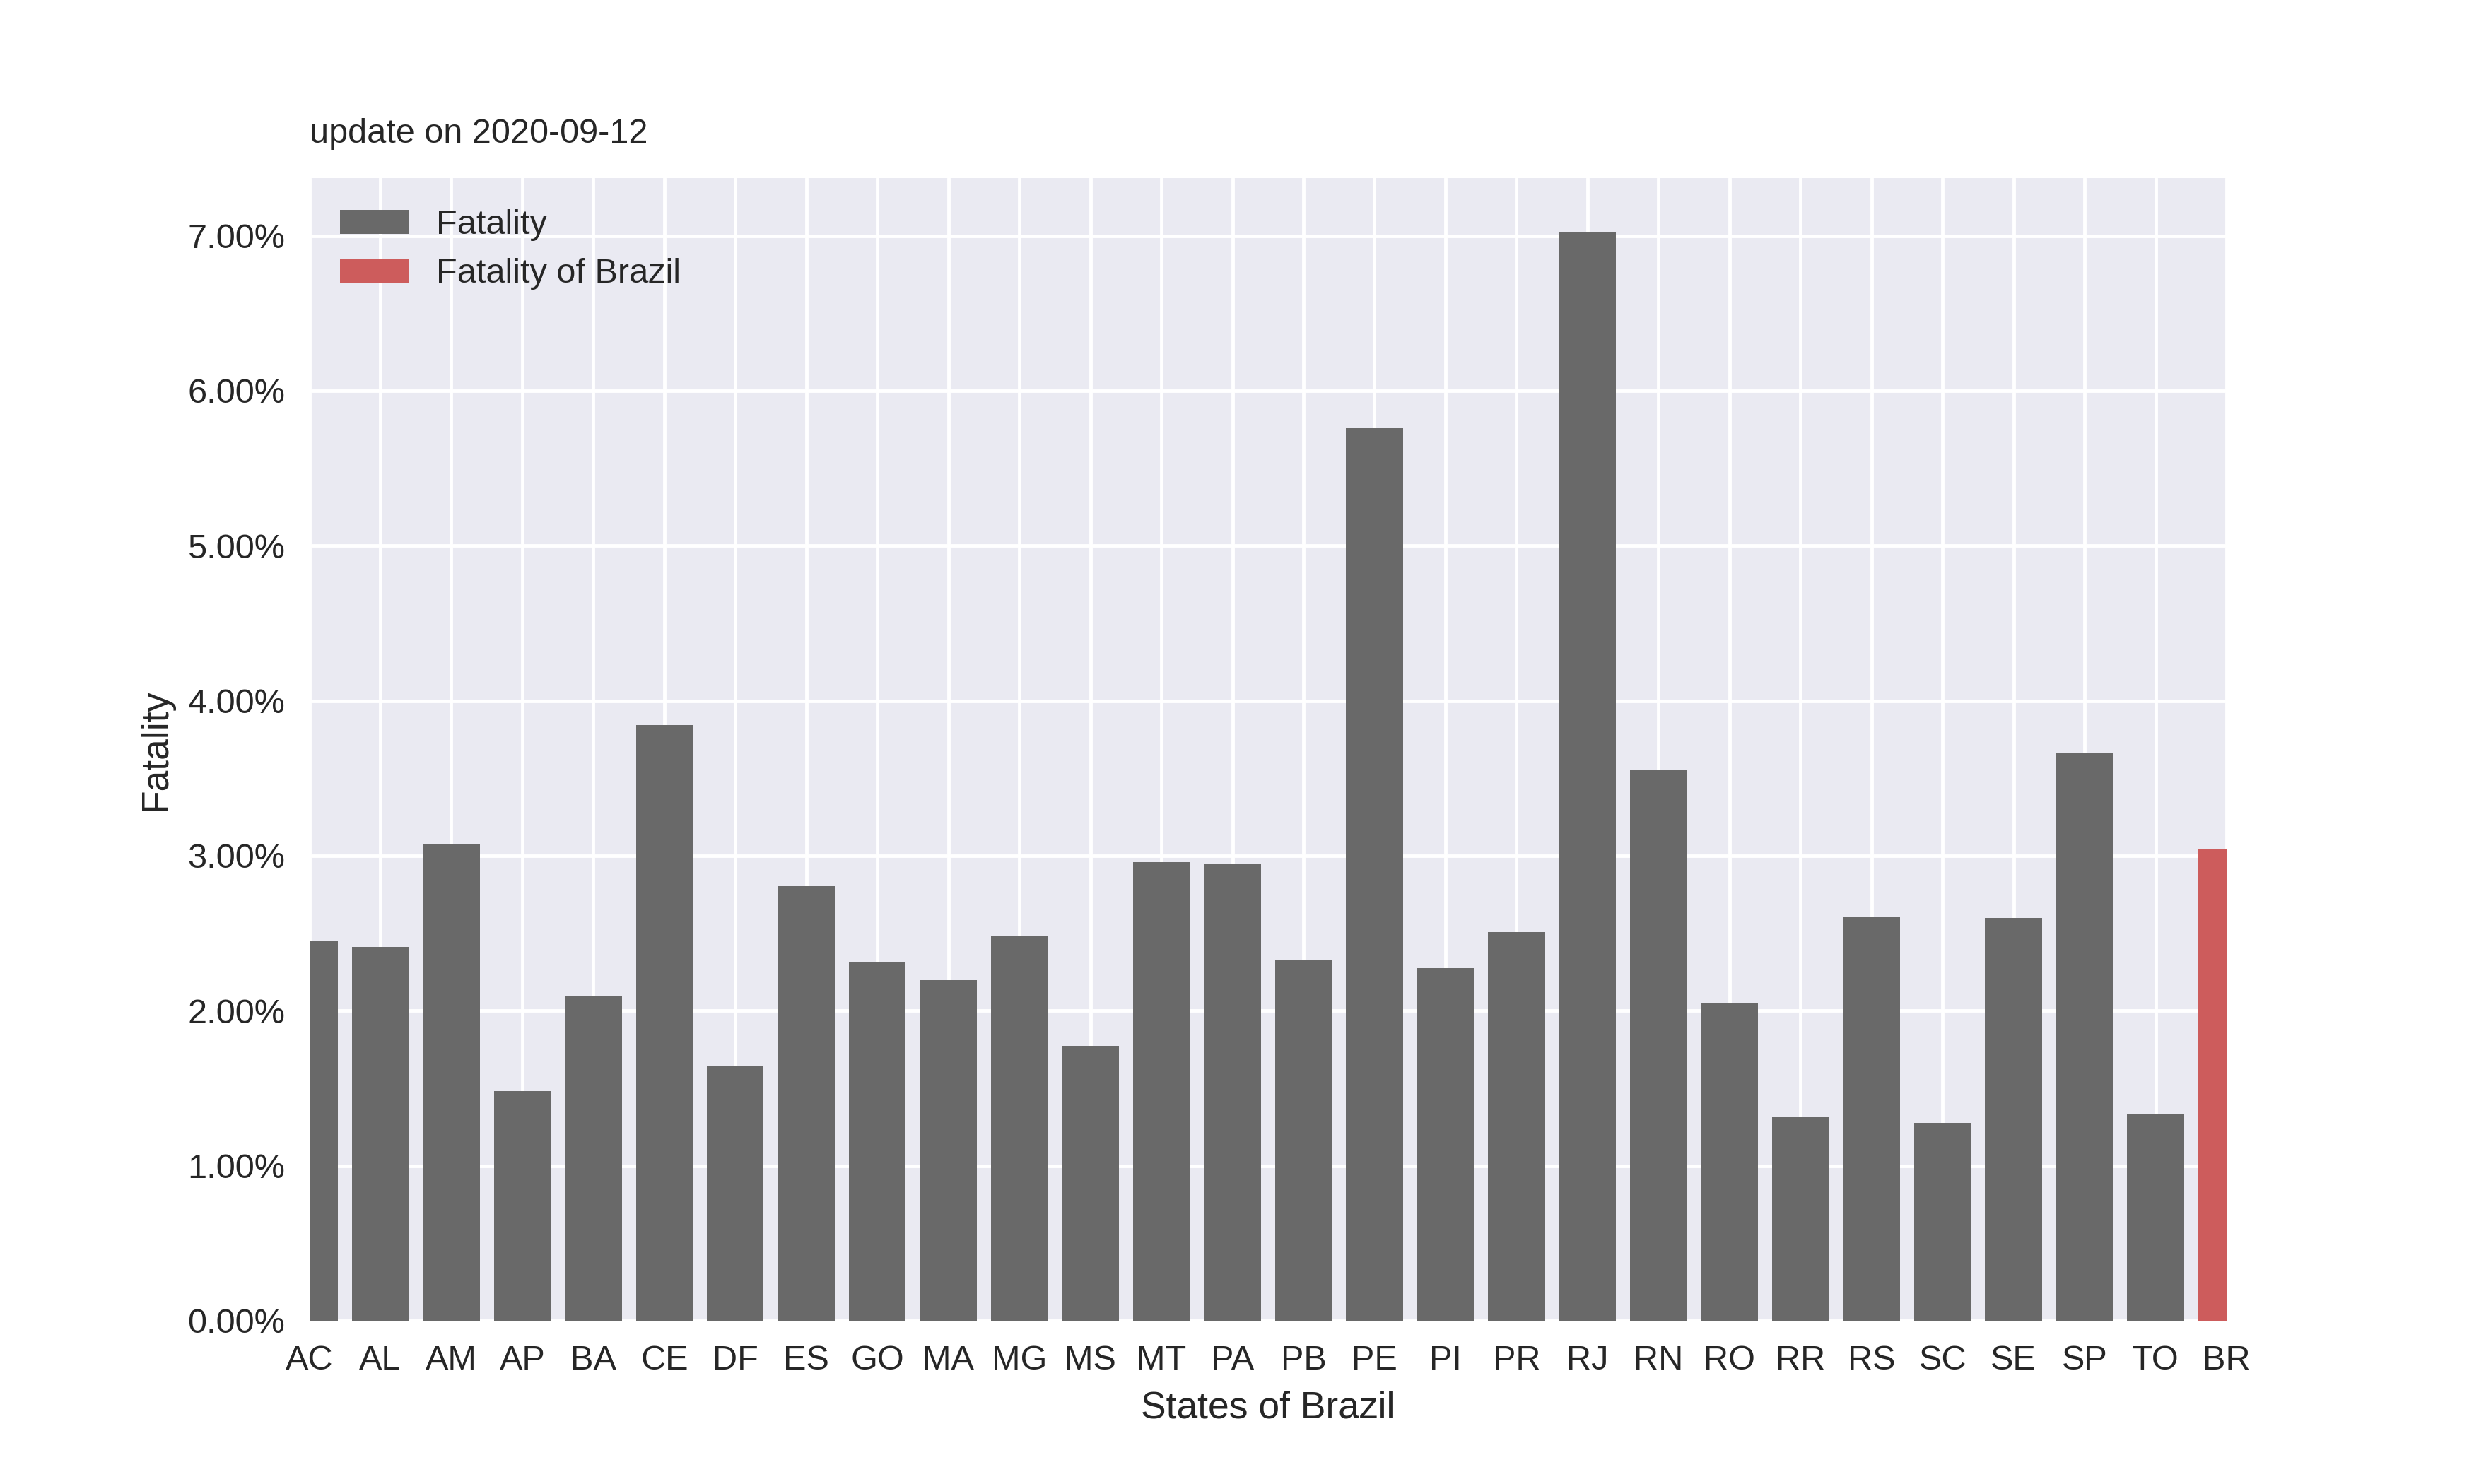 update on 2020-09-12
Fatality
Fatality of Brazil
7.00%
6.00%
5.00%
4.00%
3.00%
2.00%
1.00%
0.00%
Fatality
AC AL AM AP BA CE DF ES GO MA MG MS MT PA PB PE PI PR RJ RN RO RR RS SC SE SP TO BR
States of Brazil